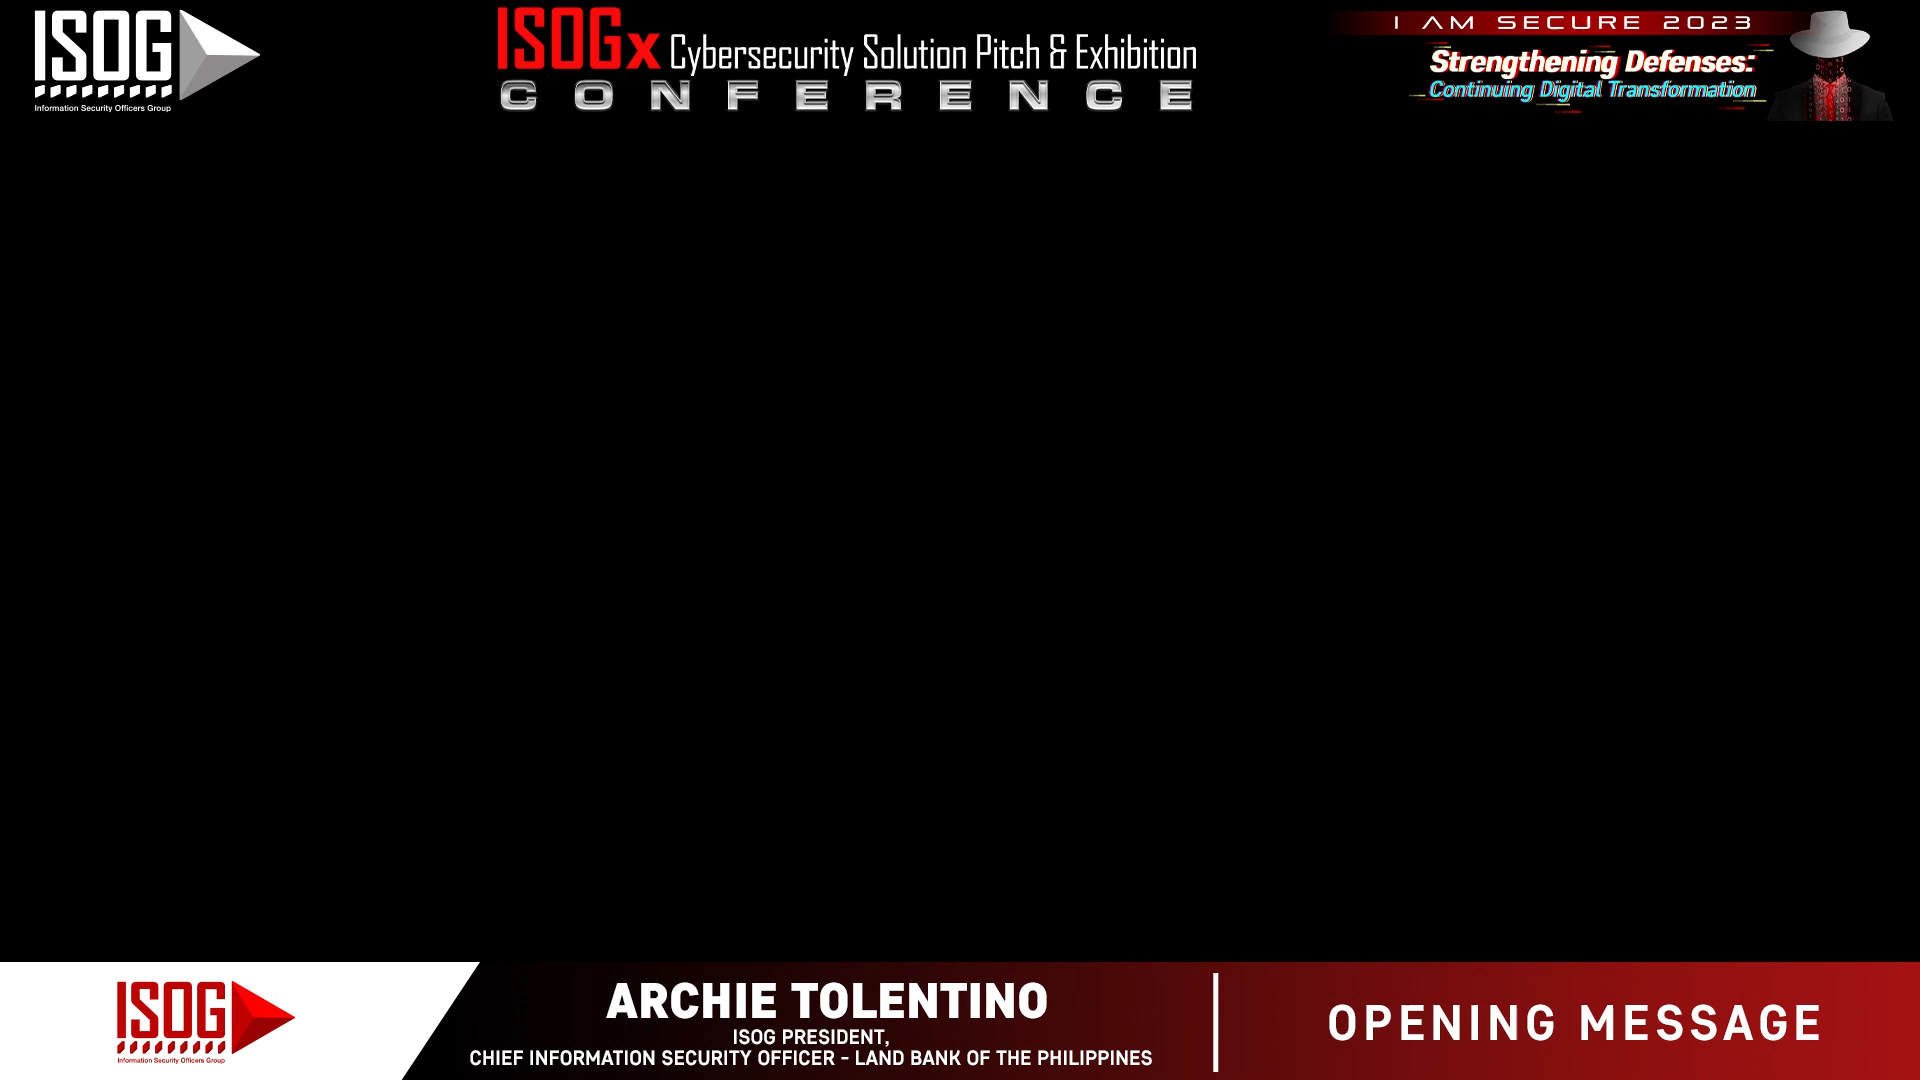 ISOG
Information Security Officers Group
ISOGx Cybersecurity Solution Pitch & Exhibition
CONFERENCE
I AM SECURE 2023
Strengthening Defenses:
Continuing Digital Transformation
ISOG
Information Security Officers Group
ARCHIE TOLENTINO
ISOG PRESIDENT,
CHIEF INFORMATION SECURITY OFFICER - LAND BANK OF THE PHILIPPINES
OPENING MESSAGE